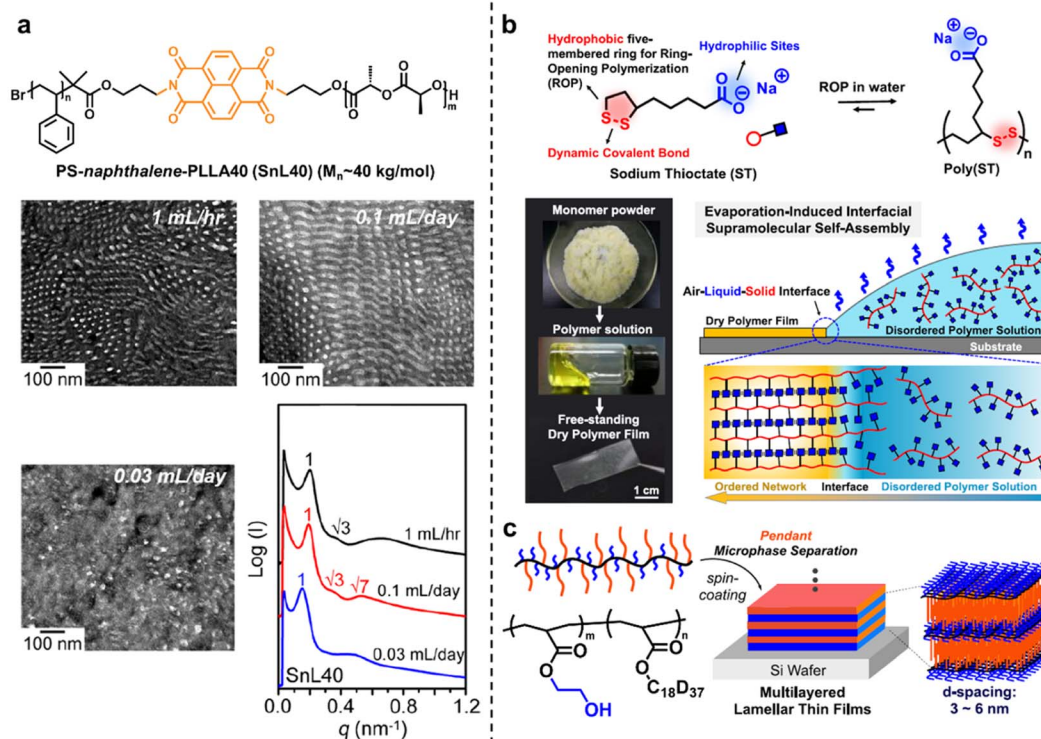 a
Br
n
O
O
O
N
O
O
N
O
O
O
O
O
O
H
m
PS-naphthalene-PLLA40 (SnL40) (Mn~40 kg/mol)
1 mL/hr
100 nm
0.1 mL/day
100 nm
0.03 mL/day
100 nm
Log (I)
1
√3
1 mL/hr
1
√3
√7
0.1 mL/day
1
0.03 mL/day
SnL40
0.0 0.4 0.8 1.2
q (nm⁻¹)
b
Hydrophobic five-
membered ring for Ring-
Opening Polymerization
(ROP)
Hydrophilic Sites
Na⊕
O
O⊖
S
S
Dynamic Covalent Bond
Sodium Thioctate (ST)
ROP in water
Na⊕
⊖O
O
S
S
n
Poly(ST)
Monomer powder
Polymer solution
Free-standing
Dry Polymer Film
1 cm
Evaporation-Induced Interfacial
Supramolecular Self-Assembly
Air-Liquid-Solid Interface
Dry Polymer Film
Disordered Polymer Solution
Substrate
Ordered Network
Interface
Disordered Polymer Solution
c
spin-
coating
m
n
O
O
OH
O
O
C18D37
Pendant
Microphase Separation
Si Wafer
Multilayered
Lamellar Thin Films
d-spacing:
3 ~ 6 nm